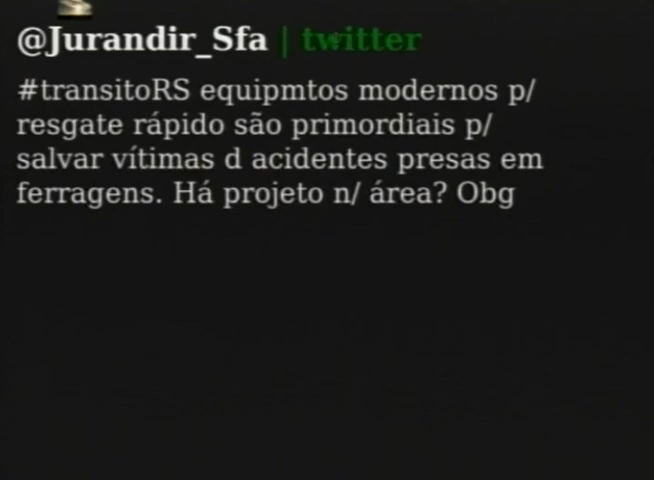 @Jurandir_Sfa | twitter
#transitoRS equipmtos modernos p/
resgate rápido são primordiais p/
salvar vítimas d acidentes presas em
ferragens. Há projeto n/ área? Obg